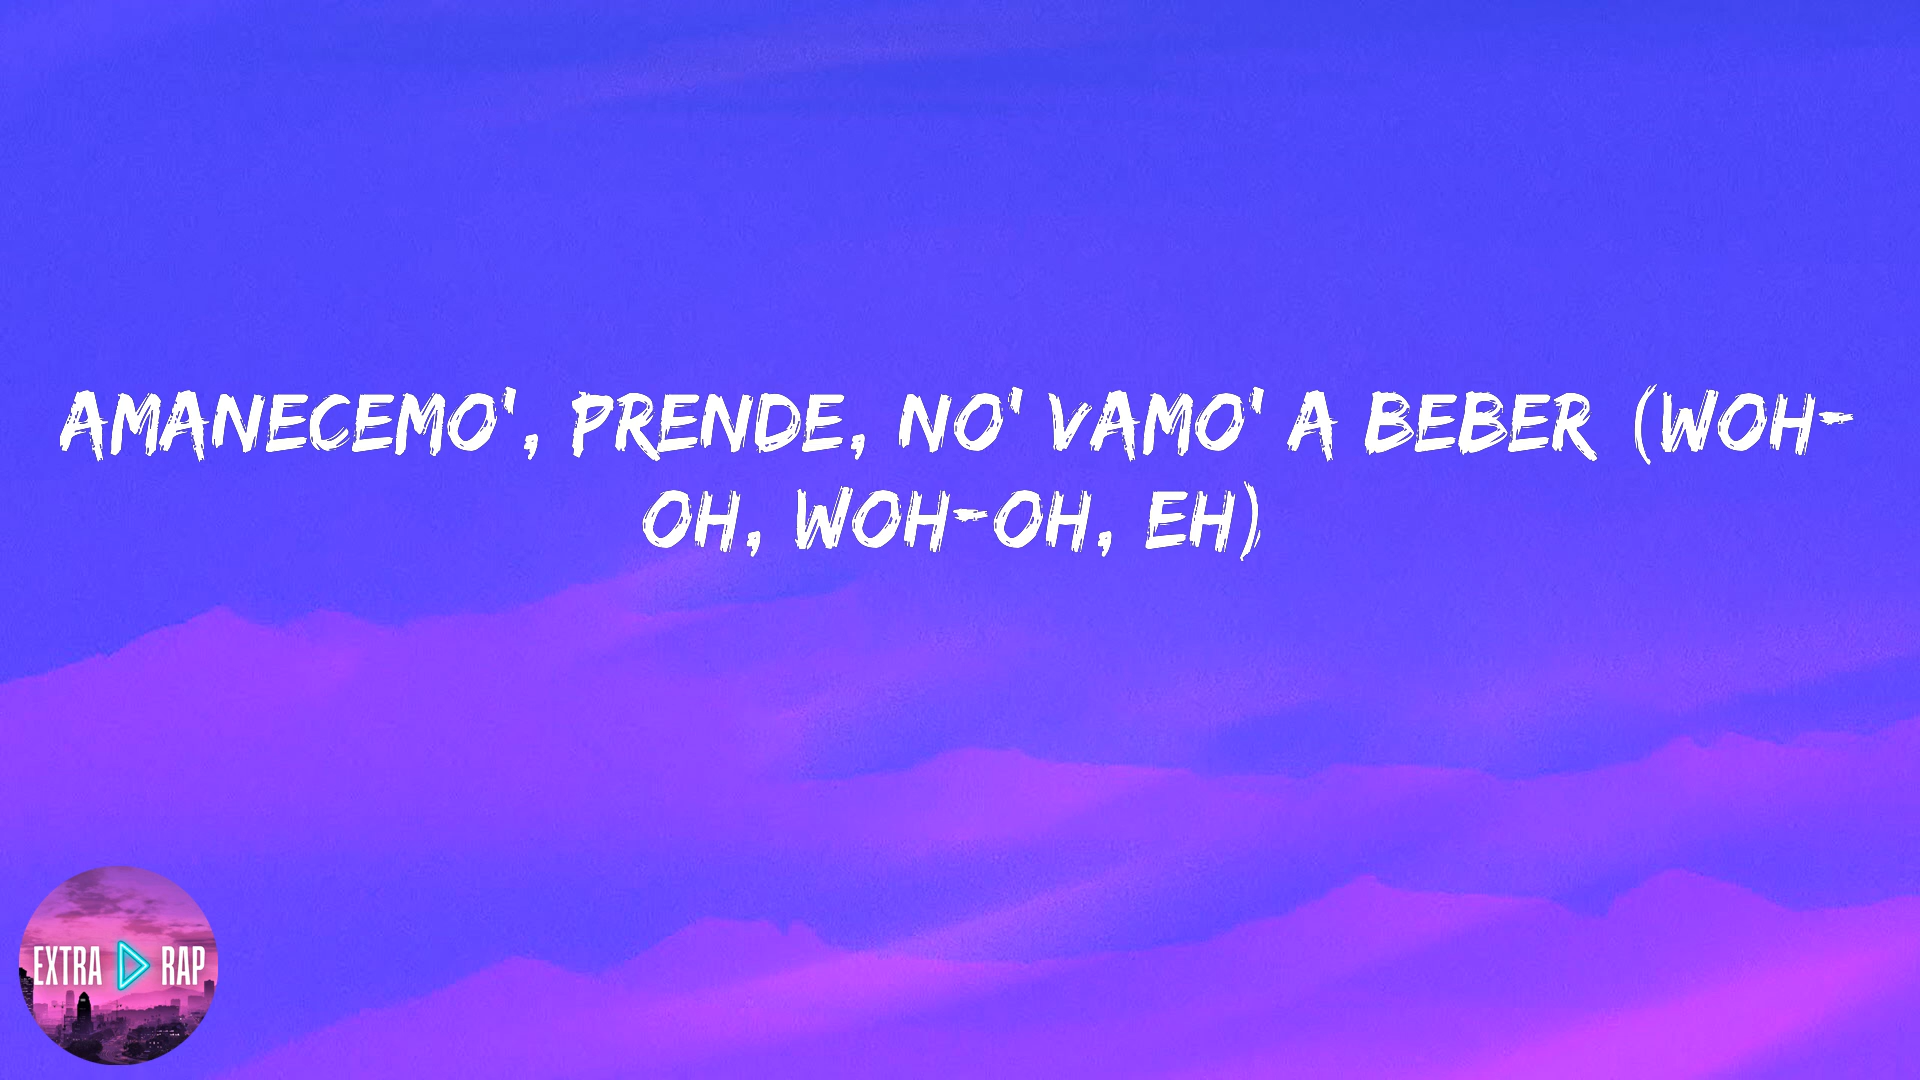 AMANECEMO', PRENDE, NO' VAMO' A BEBER (WOH-
OH, WOH-OH, EH)
EXTRA RAP